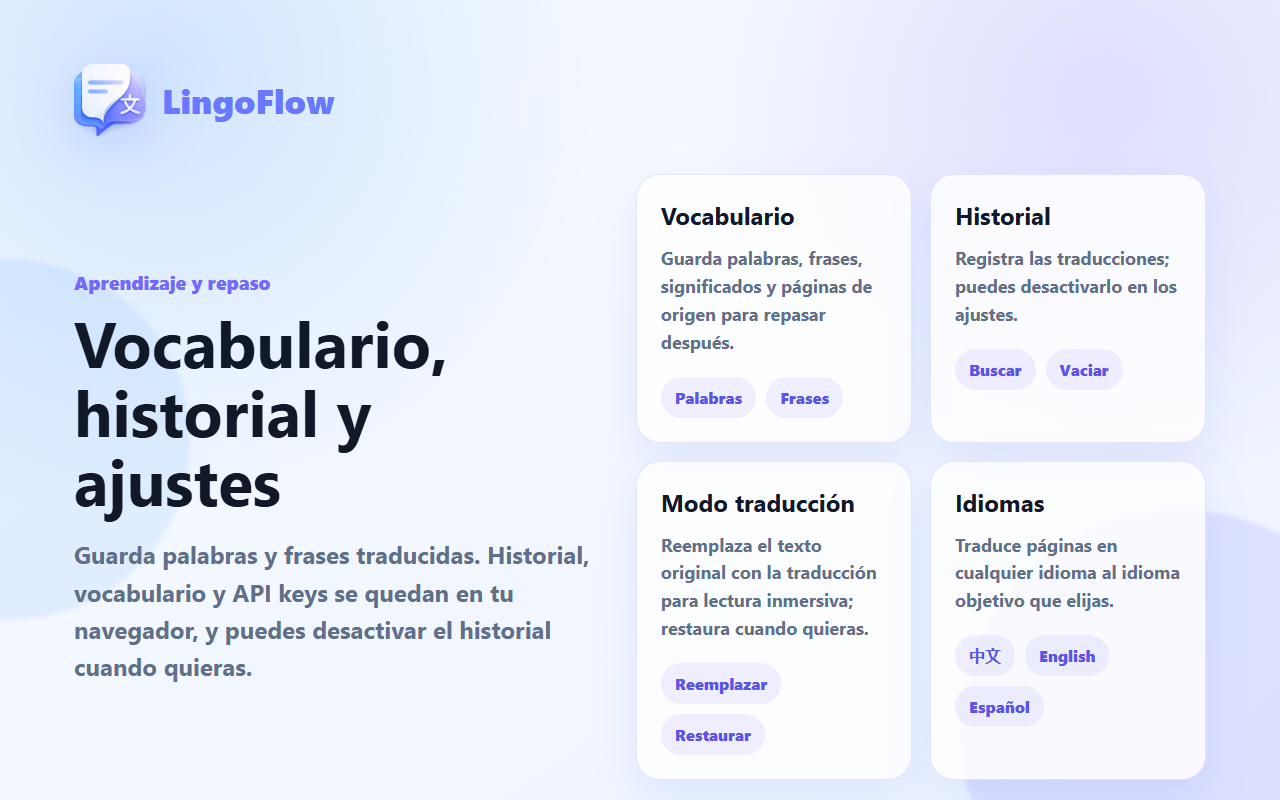 文
LingoFlow
Aprendizaje y repaso
Vocabulario,
historial y
ajustes
Guarda palabras y frases traducidas. Historial,
vocabulario y API keys se quedan en tu
navegador, y puedes desactivar el historial
cuando quieras.
Vocabulario
Guarda palabras, frases,
significados y páginas de
origen para repasar
después.
Palabras Frases
Historial
Registra las traducciones;
puedes desactivarlo en los
ajustes.
Buscar Vaciar
Modo traducción
Reemplaza el texto
original con la traducción
para lectura inmersiva;
restaura cuando quieras.
Reemplazar
Restaurar
Idiomas
Traduce páginas en
cualquier idioma al idioma
objetivo que elijas.
中文 English
Español